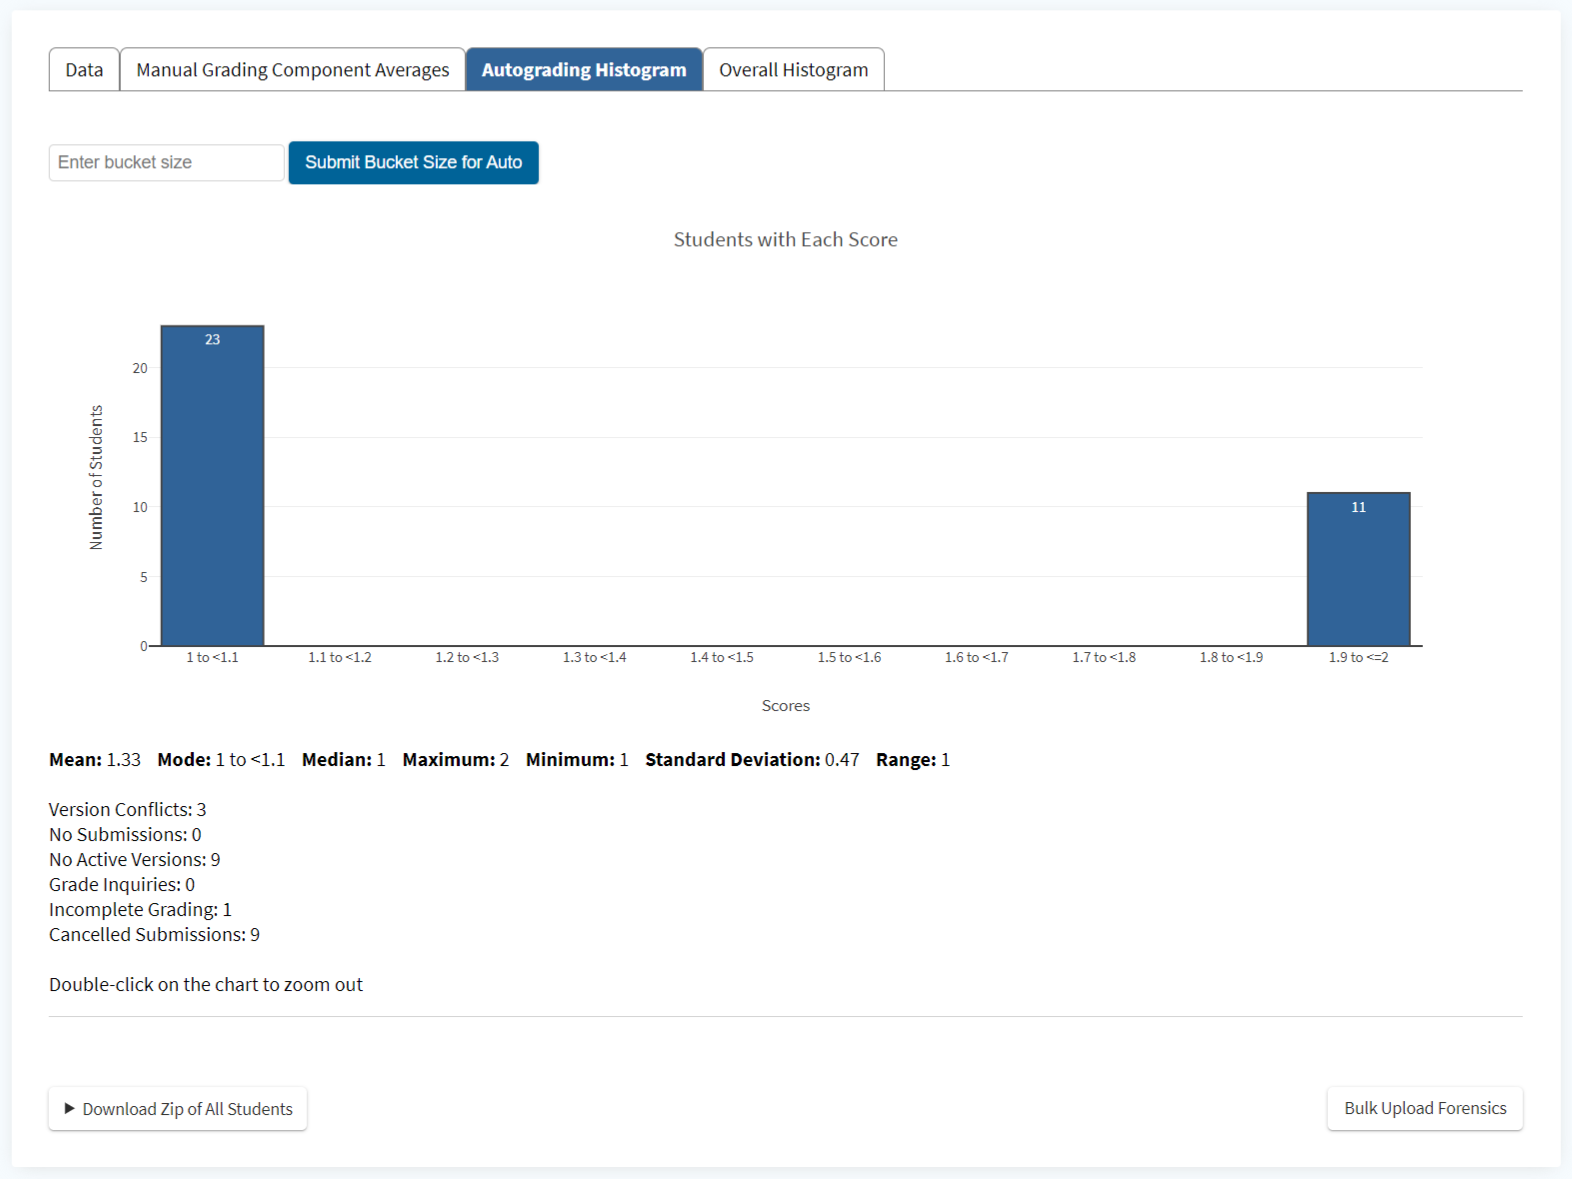 Data
Manual Grading Component Averages
Autograding Histogram
Overall Histogram
Enter bucket size
Submit Bucket Size for Auto
Students with Each Score
Number of Students
20
15
10
5
0
23
11
1 to <1.1
1.1 to <1.2
1.2 to <1.3
1.3 to <1.4
1.4 to <1.5
1.5 to <1.6
1.6 to <1.7
1.7 to <1.8
1.8 to <1.9
1.9 to <=2
Scores
Mean: 1.33 Mode: 1 to <1.1 Median: 1 Maximum: 2 Minimum: 1 Standard Deviation: 0.47 Range: 1
Version Conflicts: 3
No Submissions: 0
No Active Versions: 9
Grade Inquiries: 0
Incomplete Grading: 1
Cancelled Submissions: 9
Double-click on the chart to zoom out
Download Zip of All Students
Bulk Upload Forensics